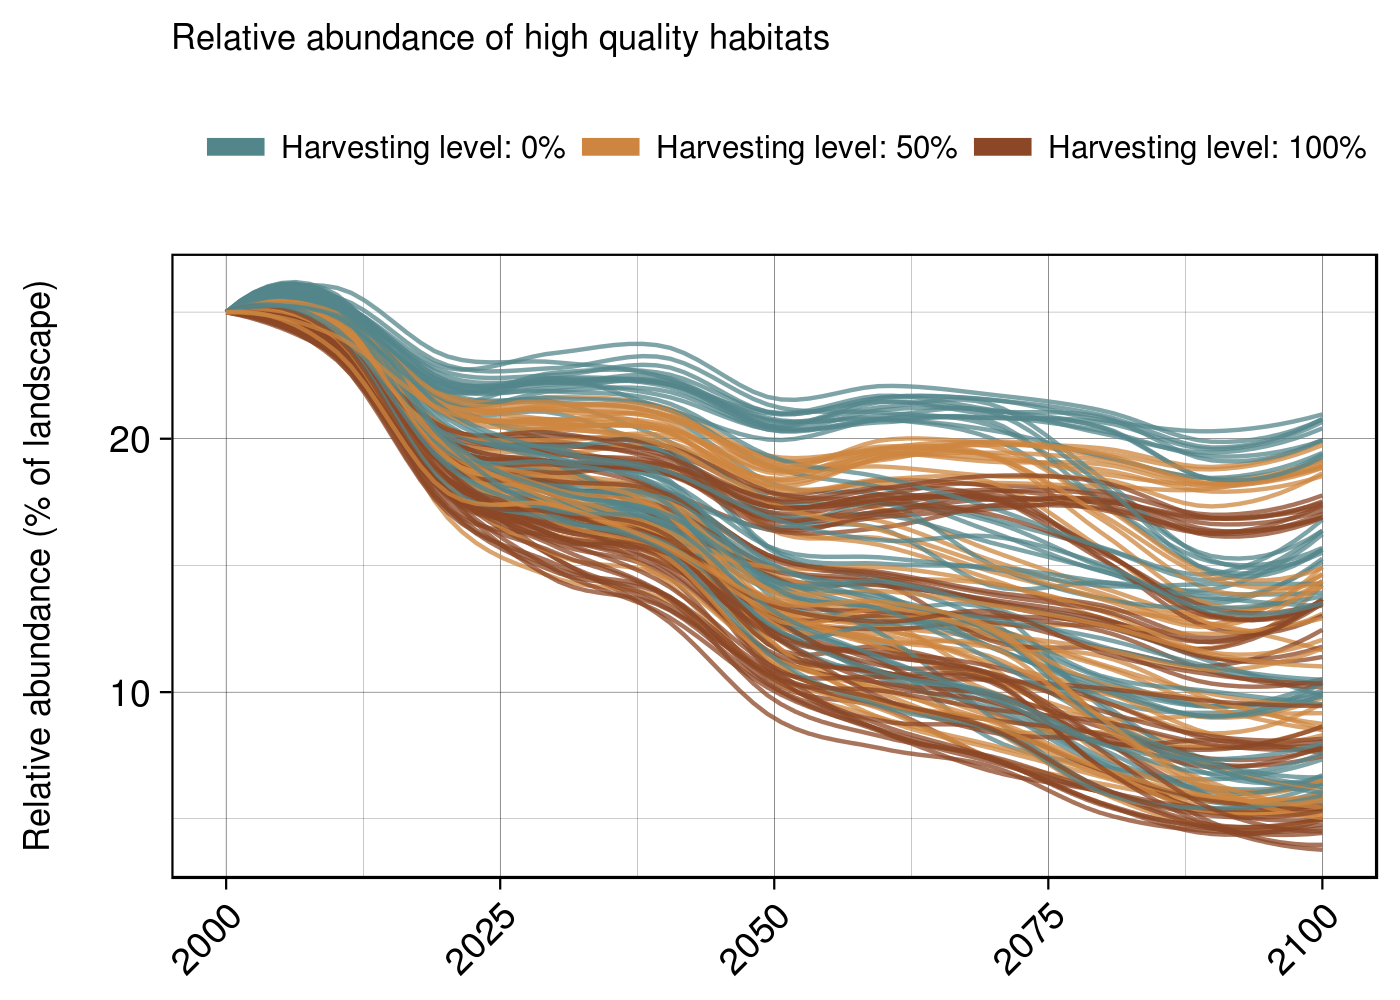 Relative abundance of high quality habitats
Harvesting level: 0% Harvesting level: 50% Harvesting level: 100%
Relative abundance (% of landscape)
20
10
2000 2025 2050 2075 2100